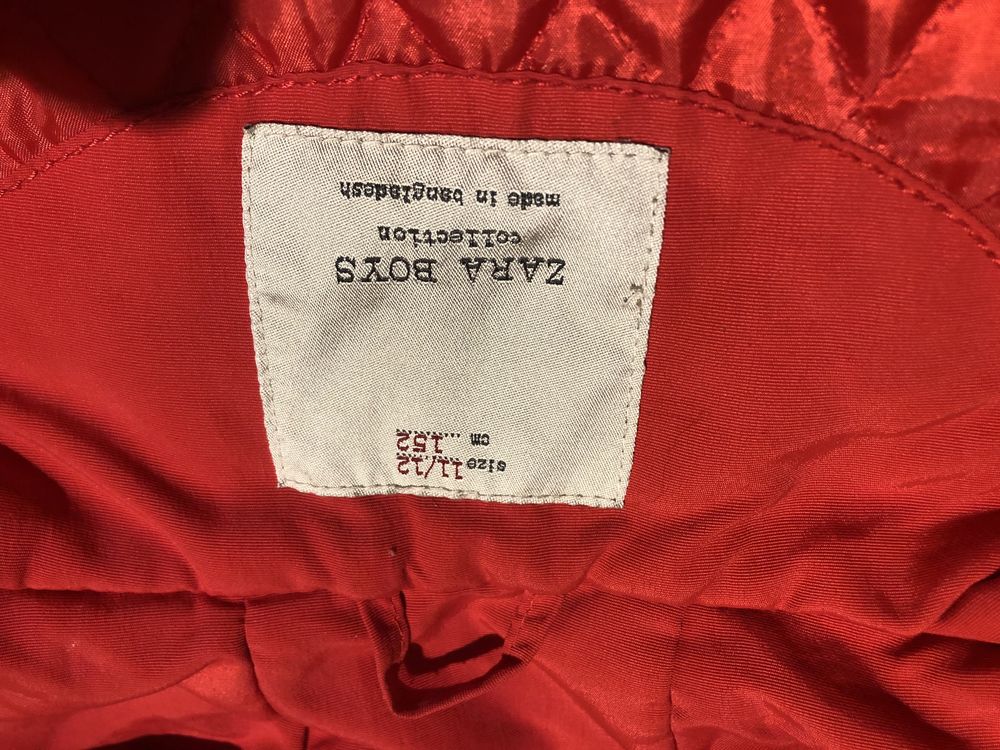 size 11/12
cm ....152
ZARA BOYS
collection
made in bangladesh